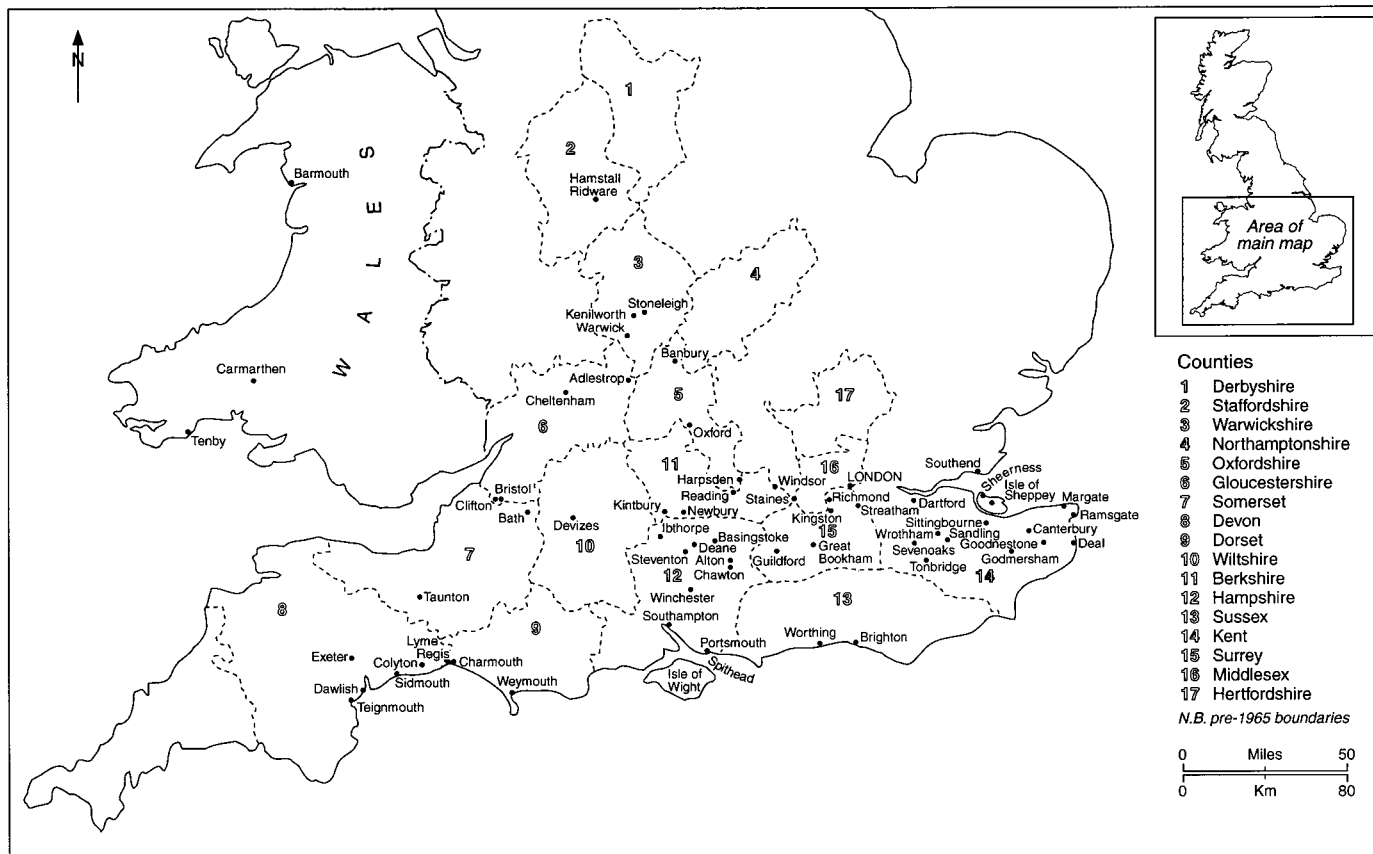 N
WALES
Barmouth
Carmarthen
Tenby
1
2
Hamstall
Ridware
3
4
Stoneleigh
Kenilworth
Warwick
Banbury
Adlestrop
Cheltenham
5
6
17
Oxford
11
Harpsden
Reading
Windsor
Staines
16
LONDON
Richmond
Streatham
Kingston
Southend
Sheerness
Isle of
Sheppey
Margate
Ramsgate
Dartford
Sittingbourne
Canterbury
Wrotham
Sandling
Sevenoaks
Goodnestone
Deal
Tonbridge
Godmersham
14
Bristol
Clifton
Bath
Devizes
10
Kintbury
Newbury
Ibthorpe
Basingstoke
Deane
Steventon
Alton
Chawton
12
Winchester
Guildford
15
Great
Bookham
7
Taunton
8
9
13
Southampton
Portsmouth
Spithead
Isle of
Wight
Worthing
Brighton
Exeter
Colyton
Lyme
Regis
Charmouth
Sidmouth
Dawlish
Teignmouth
Weymouth
Area of
main map
Counties
1 Derbyshire
2 Staffordshire
3 Warwickshire
4 Northamptonshire
5 Oxfordshire
6 Gloucestershire
7 Somerset
8 Devon
9 Dorset
10 Wiltshire
11 Berkshire
12 Hampshire
13 Sussex
14 Kent
15 Surrey
16 Middlesex
17 Hertfordshire
N.B. pre-1965 boundaries
0 Miles 50
0 Km 80